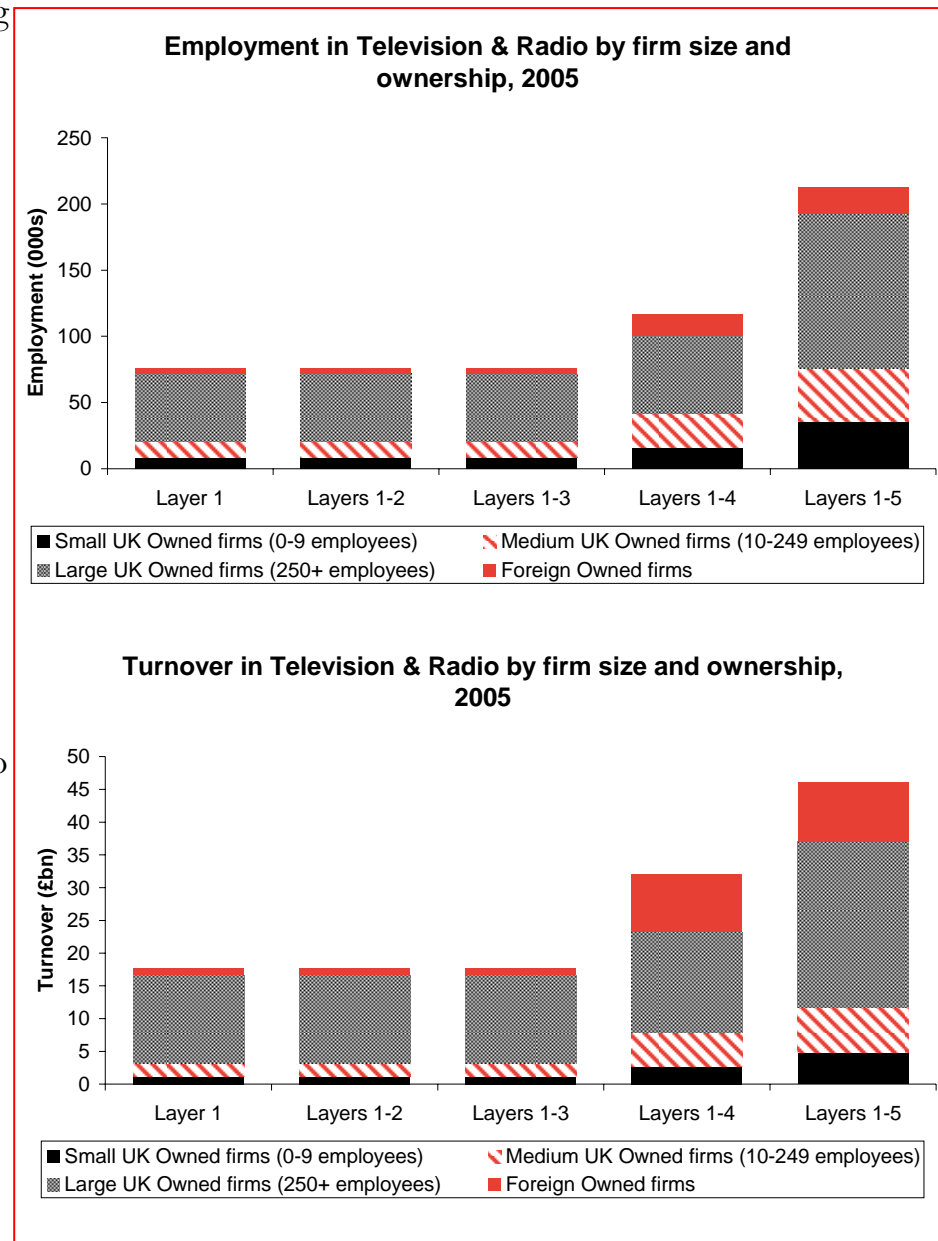 g
Employment in Television & Radio by firm size and
ownership, 2005
250
200
150
100
50
0
Employment (000s)
Layer 1
Layers 1-2
Layers 1-3
Layers 1-4
Layers 1-5
Small UK Owned firms (0-9 employees)
Medium UK Owned firms (10-249 employees)
Large UK Owned firms (250+ employees)
Foreign Owned firms
Turnover in Television & Radio by firm size and ownership,
2005
50
45
40
35
30
25
20
15
10
5
0
Turnover (£bn)
Layer 1
Layers 1-2
Layers 1-3
Layers 1-4
Layers 1-5
Small UK Owned firms (0-9 employees)
Medium UK Owned firms (10-249 employees)
Large UK Owned firms (250+ employees)
Foreign Owned firms